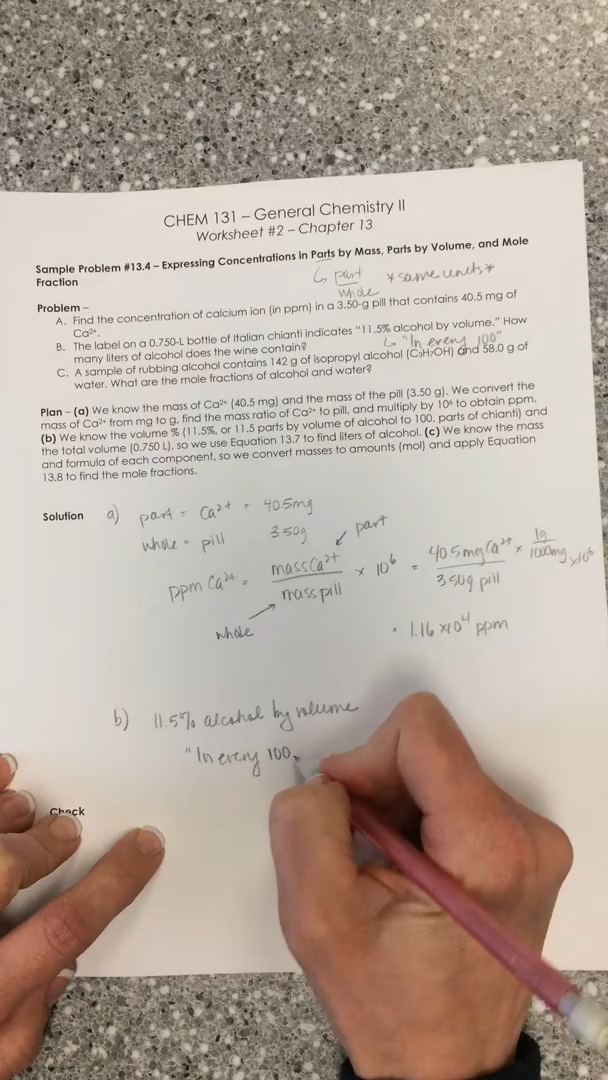 CHEM 131 – General Chemistry II
Worksheet #2 – Chapter 13
Sample Problem #13.4 – Expressing Concentrations in Parts by Mass, Parts by Volume, and Mole
Fraction
part
whole
*same units*
Problem –
A. Find the concentration of calcium ion (in ppm) in a 3.50-g pill that contains 40.5 mg of
Ca²⁺.
B. The label on a 0.750-L bottle of Italian chianti indicates "11.5% alcohol by volume." How
many liters of alcohol does the wine contain?
"In every 100"
C. A sample of rubbing alcohol contains 142 g of isopropyl alcohol (C₃H₇OH) and 58.0 g of
water. What are the mole fractions of alcohol and water?
Plan – (a) We know the mass of Ca²⁺ (40.5 mg) and the mass of the pill (3.50 g). We convert the
mass of Ca²⁺ from mg to g, find the mass ratio of Ca²⁺ to pill, and multiply by 10⁶ to obtain ppm.
(b) We know the volume % (11.5%, or 11.5 parts by volume of alcohol to 100. parts of chianti) and
the total volume (0.750 L), so we use Equation 13.7 to find liters of alcohol. (c) We know the mass
and formula of each component, so we convert masses to amounts (mol) and apply Equation
13.8 to find the mole fractions.
Solution
a) part = Ca²⁺ = 40.5mg
whole = pill 3.50g
part
ppm Ca²⁺ = mass Ca²⁺ / mass pill × 10⁶ = 40.5mg Ca²⁺ / 3.50g pill × 1g / 1000mg × 10⁶
whole
= 1.16×10⁴ ppm
b) 11.5% alcohol by volume
"In every 100
Check